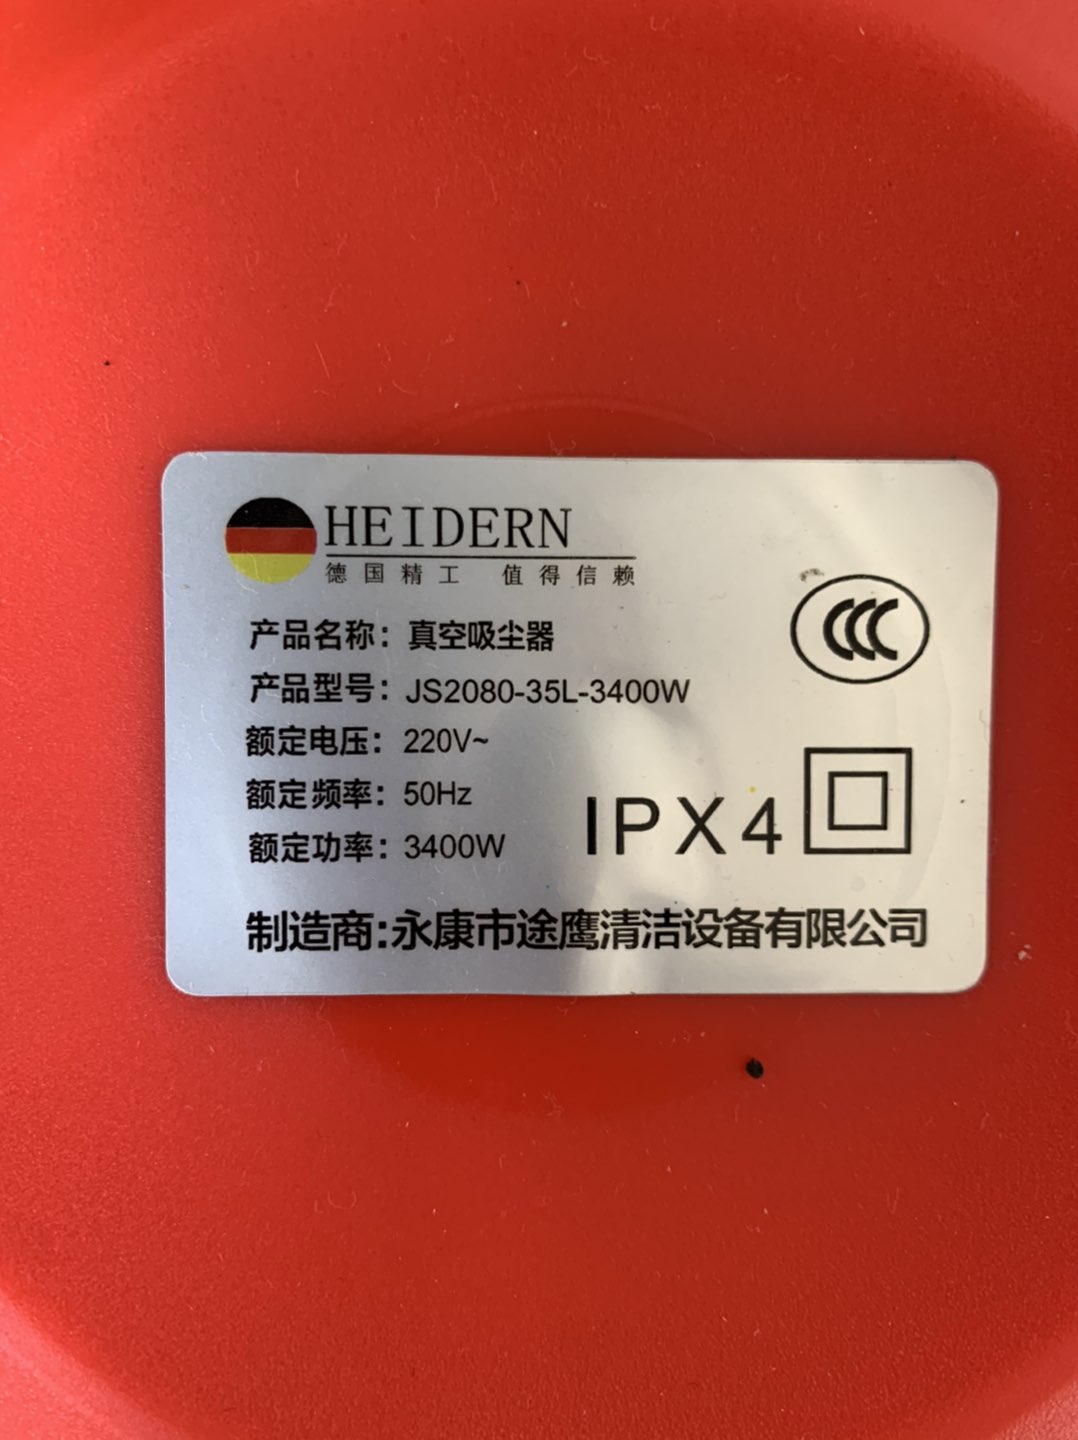 HEIDERN
德国精工 值得信赖
产品名称：真空吸尘器
产品型号：JS2080-35L-3400W
额定电压：220V~
额定频率：50Hz
额定功率：3400W
CCC
IPX4
制造商:永康市途鹰清洁设备有限公司